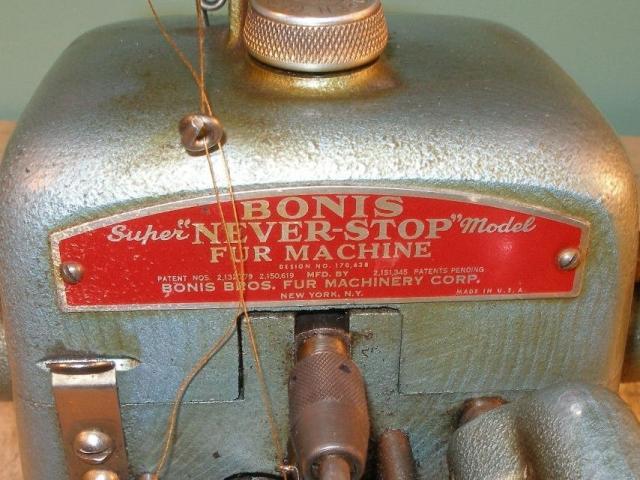 BONIS
Super "NEVER-STOP" Model
FUR MACHINE
DESIGN NO. 170,638
PATENT NOS. 2,132,079 2,150,619 MFD. BY 2,151,345 PATENTS PENDING
BONIS BROS. FUR MACHINERY CORP.
NEW YORK, N.Y. MADE IN U.S.A